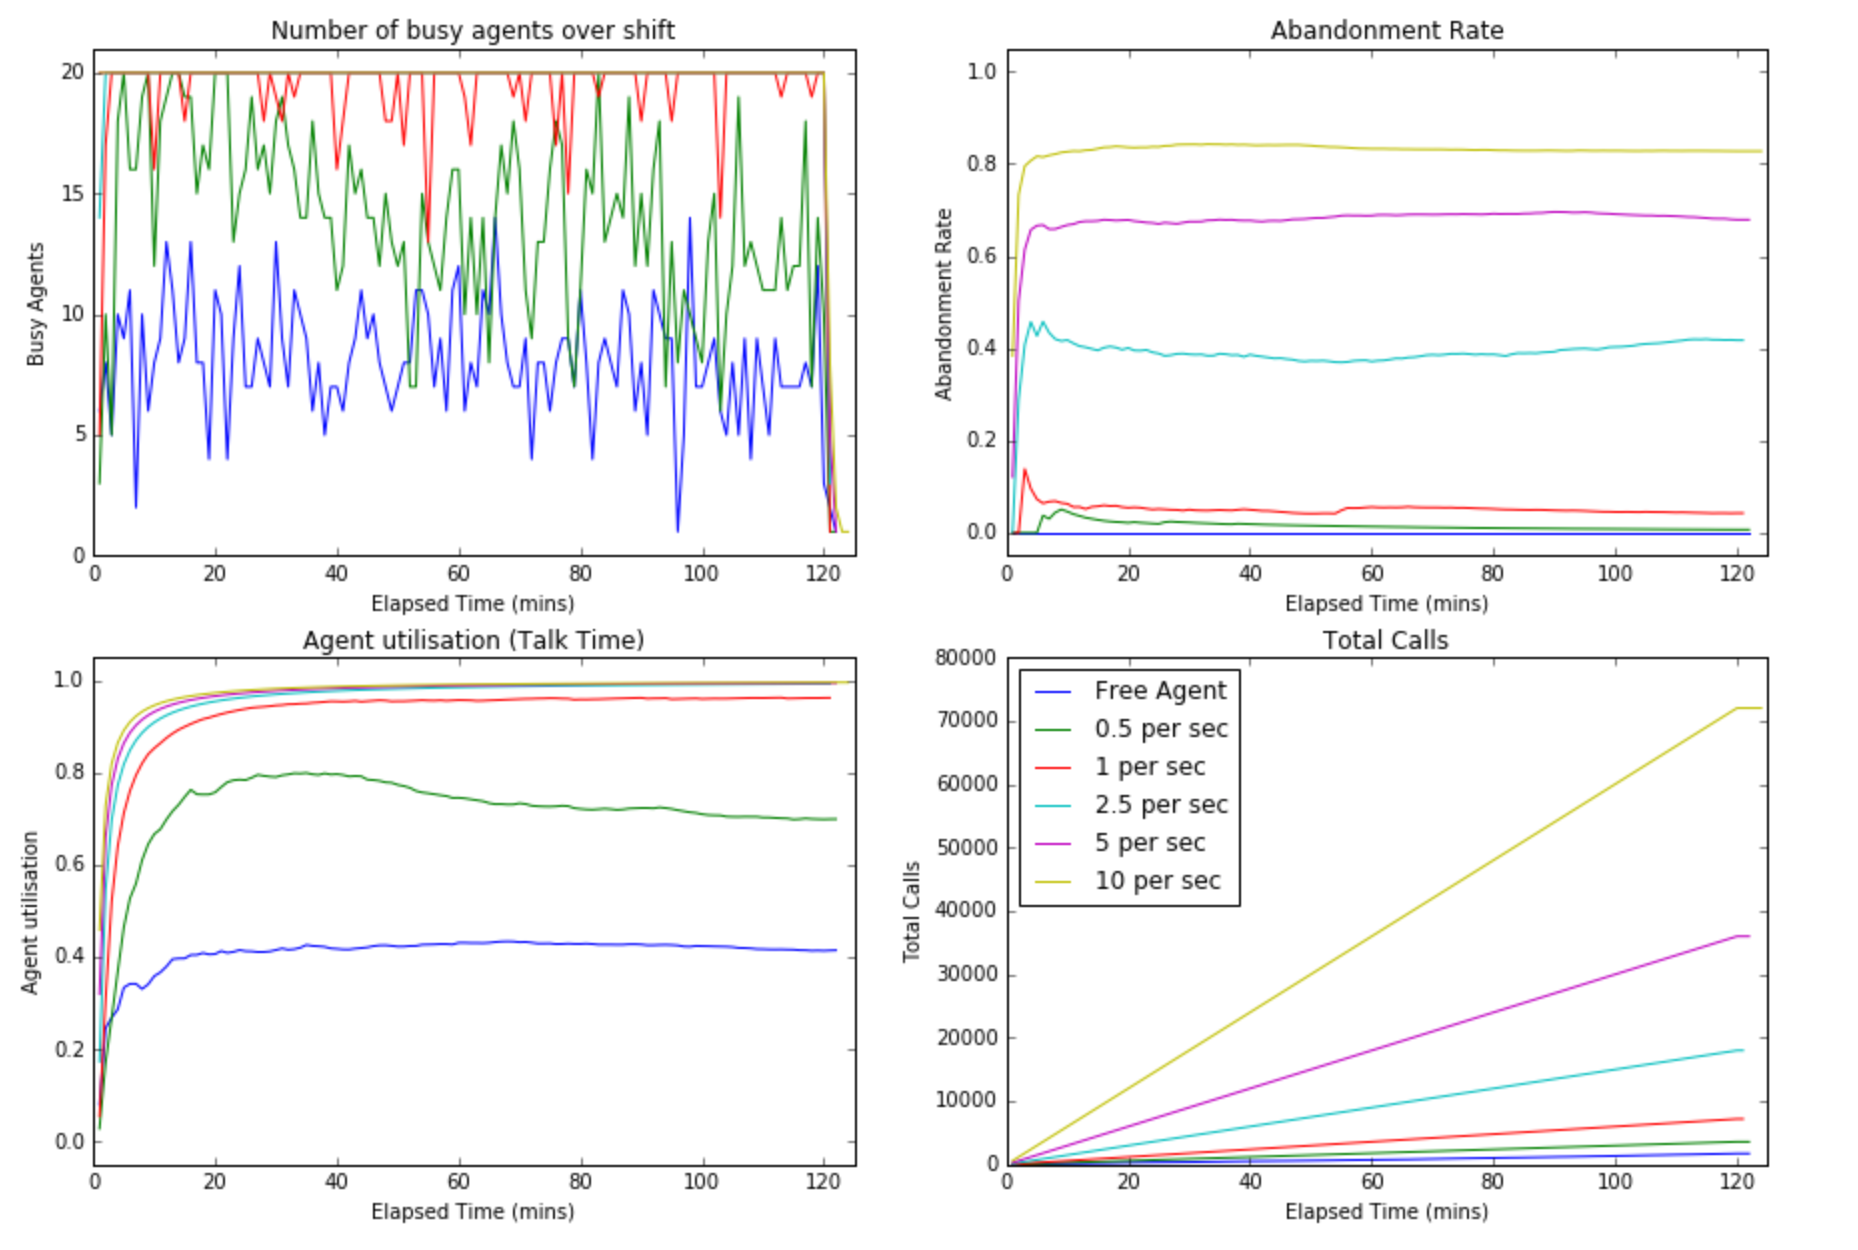 Number of busy agents over shift
20
15
10
5
0
Busy Agents
0 20 40 60 80 100 120
Elapsed Time (mins)
Abandonment Rate
1.0
0.8
0.6
0.4
0.2
0.0
Abandonment Rate
0 20 40 60 80 100 120
Elapsed Time (mins)
Agent utilisation (Talk Time)
1.0
0.8
0.6
0.4
0.2
0.0
Agent utilisation
0 20 40 60 80 100 120
Elapsed Time (mins)
Total Calls
80000
70000
60000
50000
40000
30000
20000
10000
0
Total Calls
Free Agent
0.5 per sec
1 per sec
2.5 per sec
5 per sec
10 per sec
0 20 40 60 80 100 120
Elapsed Time (mins)